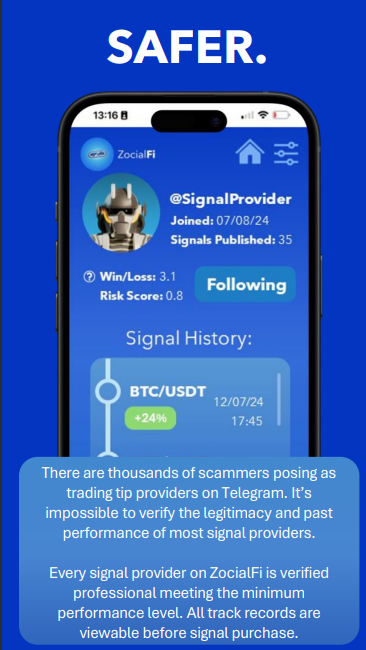 SAFER.
13:16
ZocialFi
@SignalProvider
Joined: 07/08/24
Signals Published: 35
? Win/Loss: 3.1
Risk Score: 0.8
Following
Signal History:
BTC/USDT
12/07/24
+24%
17:45
There are thousands of scammers posing as
trading tip providers on Telegram. It's
impossible to verify the legitimacy and past
performance of most signal providers.
Every signal provider on ZocialFi is verified
professional meeting the minimum
performance level. All track records are
viewable before signal purchase.